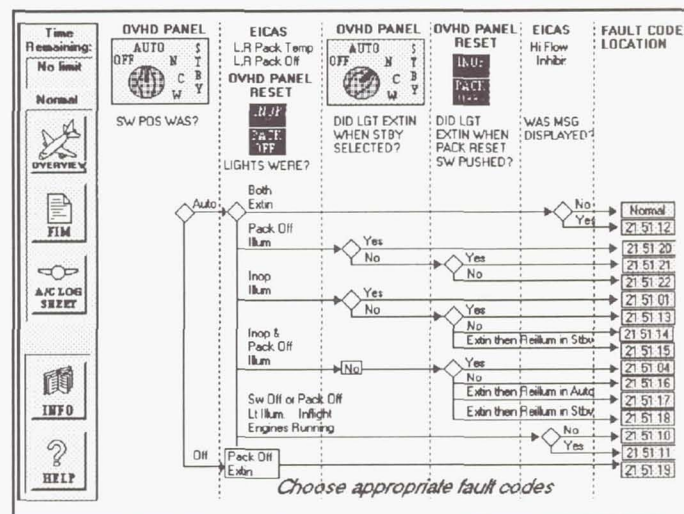 Time
Remaining:
No limit
Normal
OVERVIEW
FIM
A/C LOG
SHEET
INFO
?
HELP
OVHD PANEL
AUTO
OFF N
C
W
S
T
B
Y
SW POS WAS?
EICAS
L,R Pack Temp
L,R Pack Off
OVHD PANEL
RESET
INOP
PACK
OFF
LIGHTS WERE?
OVHD PANEL
AUTO
OFF N
C
W
S
T
B
Y
DID LGT EXTIN
WHEN STBY
SELECTED?
OVHD PANEL
RESET
PACK
DID LGT
EXTIN WHEN
PACK RESET
SW PUSHED?
EICAS
Hi Flow
Inhibir
WAS MSG
DISPLAYED?
FAULT CODE
LOCATION
Auto
Both
Extin
No
Yes
Normal
21 51 12
Pack Off
Illum
Yes
No
Yes
No
21 51 20
21 51 21
21 51 22
Inop
Illum
Yes
No
Yes
No
Extin then Reillum in Stby
21 51 01
21 51 13
21 51 14
21 51 15
Inop &
Pack Off
Illum
No
Yes
No
Extin then Reillum in Auto
Extin then Reillum in Stby
21 51 04
21 51 16
21 51 17
21 51 18
Sw Off or Pack Off
Lt Illum. Inflight
Engines Running
No
Yes
21 51 10
21 51 11
Off
Pack Off
Extin
21 51 19
Choose appropriate fault codes